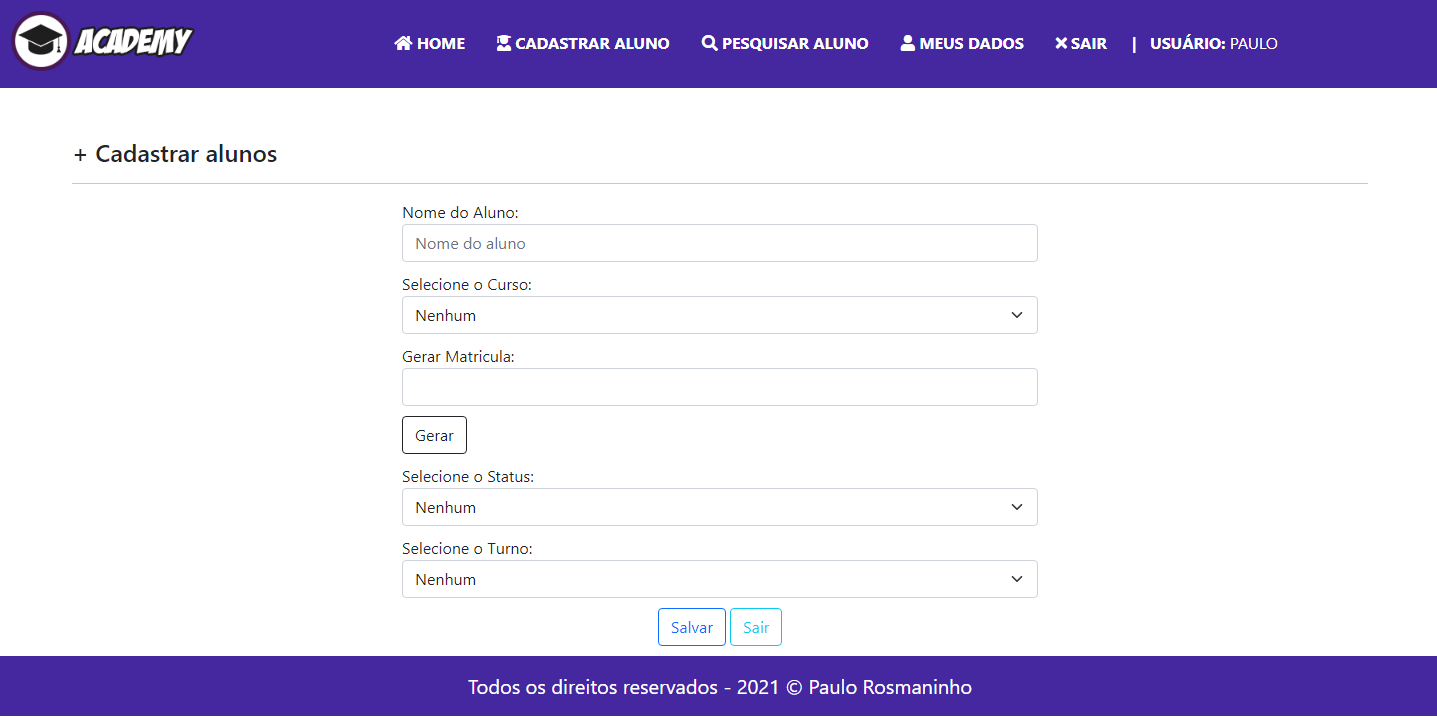 ACADEMY HOME CADASTRAR ALUNO PESQUISAR ALUNO MEUS DADOS SAIR | USUÁRIO: PAULO
+ Cadastrar alunos
Nome do Aluno:
Nome do aluno
Selecione o Curso:
Nenhum
Gerar Matricula:
Gerar
Selecione o Status:
Nenhum
Selecione o Turno:
Nenhum
Salvar Sair
Todos os direitos reservados - 2021 © Paulo Rosmaninho